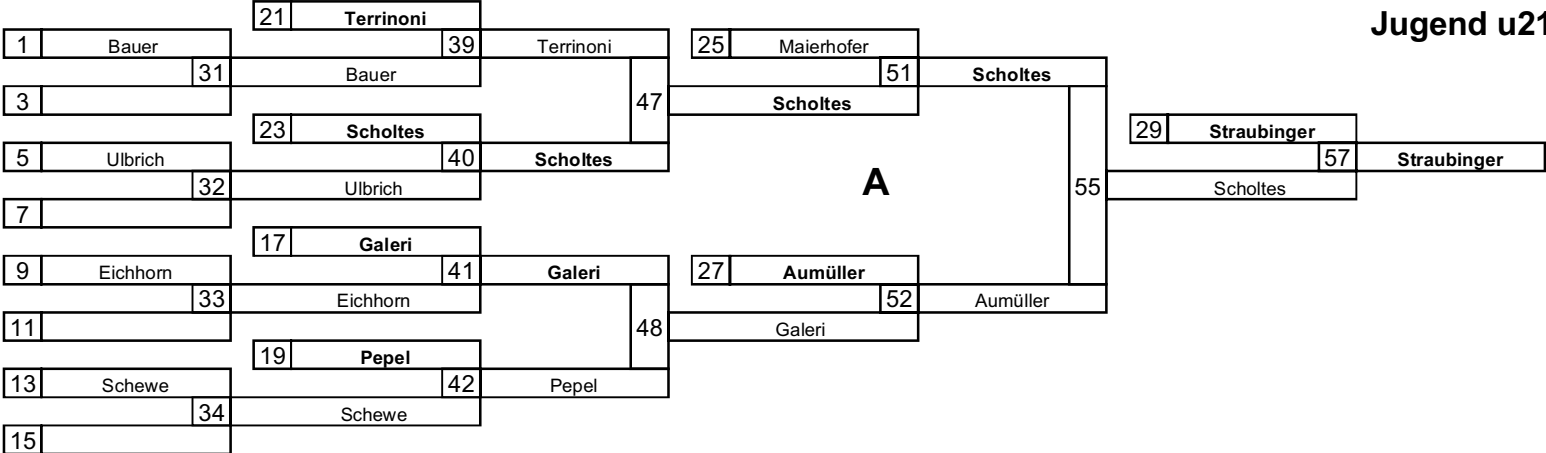 21 Terrinoni
Jugend u21
1 Bauer 39 Terrinoni 25 Maierhofer
31 Bauer 51 Scholtes
3 47 Scholtes
23 Scholtes 29 Straubinger
5 Ulbrich 40 Scholtes 57 Straubinger
32 Ulbrich A 55 Scholtes
7
17 Galeri
9 Eichhorn 41 Galeri 27 Aumüller
33 Eichhorn 52 Aumüller
11 48 Galeri
19 Pepel
13 Schewe 42 Pepel
34 Schewe
15